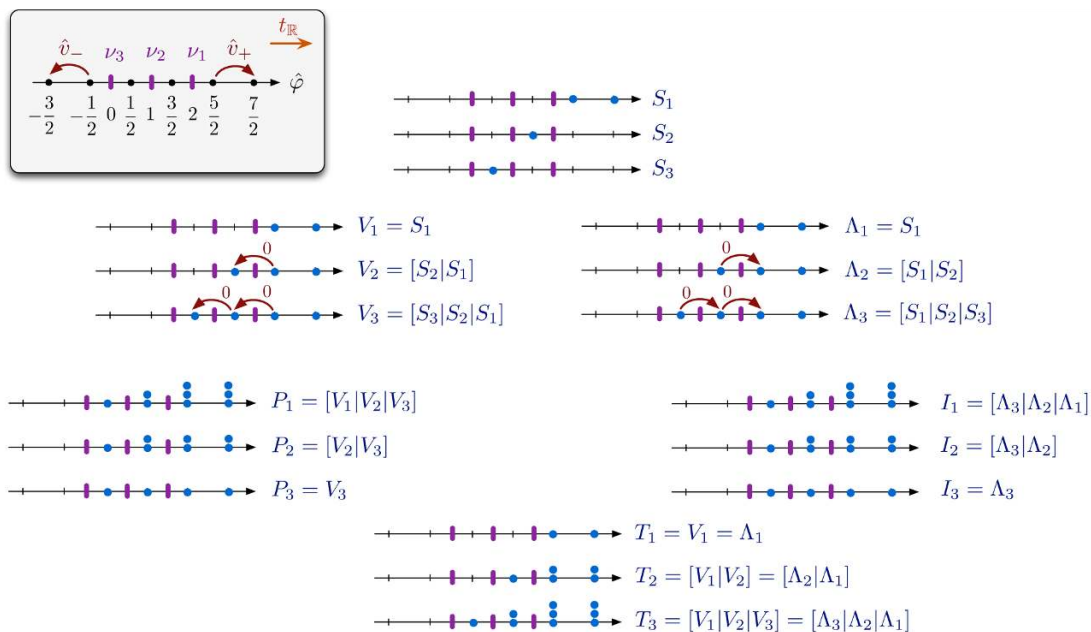 t_ℝ
v̂₋ ν₃ ν₂ ν₁ v̂₊
φ̂
-3/2 -1/2 0 1/2 1 3/2 2 5/2 7/2
S₁
S₂
S₃
V₁ = S₁
0
V₂ = [S₂|S₁]
0 0
V₃ = [S₃|S₂|S₁]
Λ₁ = S₁
0
Λ₂ = [S₁|S₂]
0 0
Λ₃ = [S₁|S₂|S₃]
P₁ = [V₁|V₂|V₃]
P₂ = [V₂|V₃]
P₃ = V₃
I₁ = [Λ₃|Λ₂|Λ₁]
I₂ = [Λ₃|Λ₂]
I₃ = Λ₃
T₁ = V₁ = Λ₁
T₂ = [V₁|V₂] = [Λ₂|Λ₁]
T₃ = [V₁|V₂|V₃] = [Λ₃|Λ₂|Λ₁]